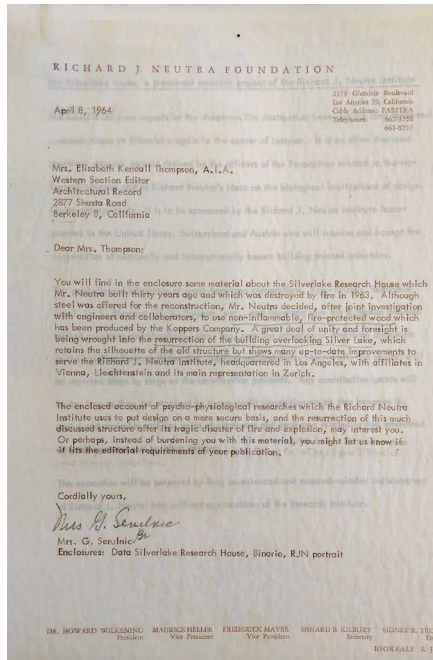 RICHARD J. NEUTRA FOUNDATION
2379 Glendale Boulevard
Los Angeles 39, California
April 8, 1964
Mrs. Elisabeth Kendall Thompson, A.I.A.
Western Section Editor
Architectural Record
2877 Shasta Road
Berkeley 8, California
Dear Mrs. Thompson:
You will find in the enclosure some material about the Silverlake Research House which
Mr. Neutra built thirty years ago and which was destroyed by fire in 1963. Although
steel was offered for the reconstruction, Mr. Neutra decided, after joint investigation
with engineers and collaborators, to use non-inflammable, fire-protected wood which
has been produced by the Koppers Company. A great deal of unity and foresight is
being wrought into the resurrection of the building overlooking Silver Lake, which
retains the silhouette of the old structure but shows many up-to-date improvements to
serve the Richard J. Neutra Institute, headquartered in Los Angeles, with affiliates in
Vienna, Liechtenstein and its main representation in Zurich.
The enclosed account of psycho-physiological researches which the Richard Neutra
Institute uses to put design on a more secure basis, and the resurrection of this much
discussed structure after its tragic disaster of fire and explotion, may interest you.
Or perhaps, instead of burdening you with this material, you might let us know if
it fits the editorial requirements of your publication.
Cordially yours,
Mrs G. Serulnic
Mrs. G. Serulnic
Enclosures: Data Silverlake Research House, Binario, RJN portrait
DR. HOWARD WILKENING MAURICE HELLER FREDERICK MAYER MINARD B. KILBURY SIDNEY R.
President Vice President Vice President Secretary